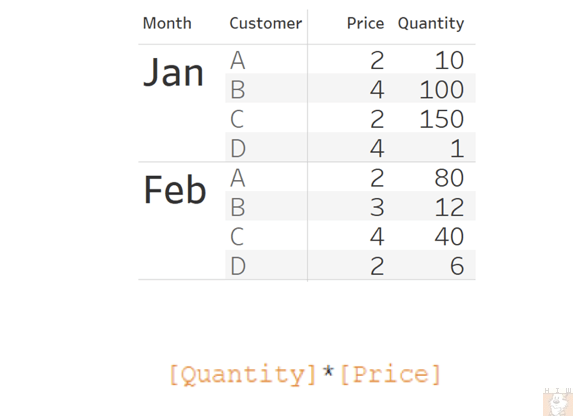 Month Customer Price Quantity
Jan A 2 10
B 4 100
C 2 150
D 4 1
Feb A 2 80
B 3 12
C 4 40
D 2 6
[Quantity]*[Price]